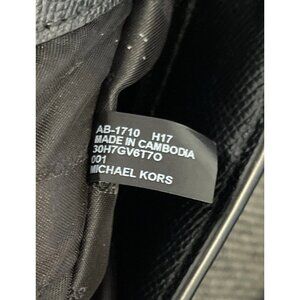 AB-1710 H17
MADE IN CAMBODIA
30H7GV6T7O
001
MICHAEL KORS